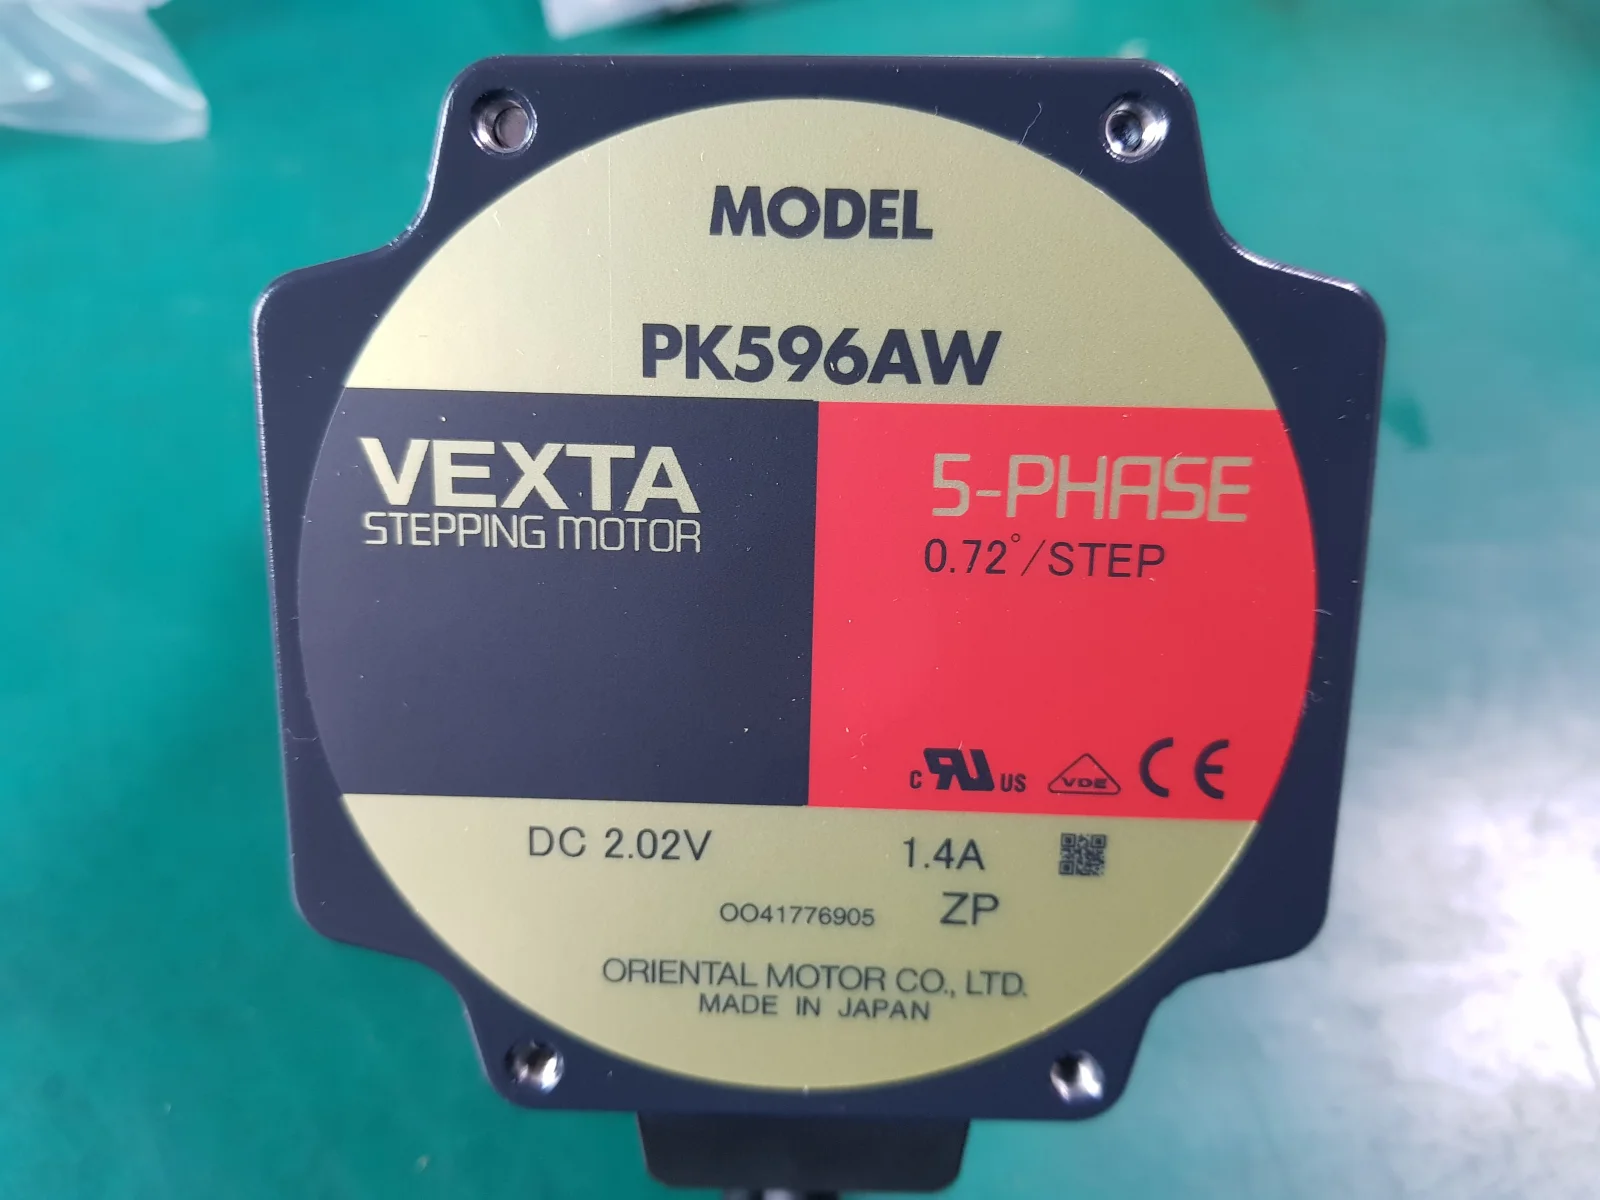 MODEL
PK596AW
VEXTA
STEPPING MOTOR
5-PHASE
0.72°/STEP
C RU US VDE CE
DC 2.02V 1.4A
OO41776905 ZP
ORIENTAL MOTOR CO., LTD.
MADE IN JAPAN